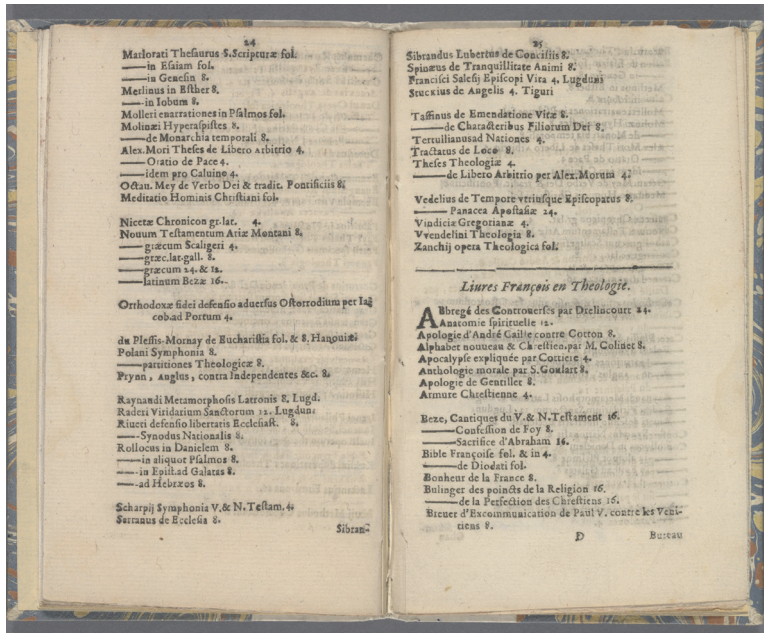 24
Marlorati Thesaurus S. Scripturæ fol.
——in Esaiam fol.
——in Genesin 8.
Merlinus in Esther 8.
——in Iobum 8.
Molleri enarrationes in Psalmos fol.
Molinæi Hyperaspistes 8.
——de Monarchia temporali 8.
Alex. Mori Theses de Libero Arbitrio 4.
——Oratio de Pace 4.
——idem pro Caluino 4.
Octau. Mey de Verbo Dei & tradit. Pontificiis 8.
Meditatio Hominis Christiani fol.
Nicetæ Chronicon gr. lat. 4.
Nouum Testamentum Ariæ Montani 8.
——græcum Scaligeri 4.
——græc. lat. gall. 8.
——græcum 24. & 12.
——latinum Bezæ 16.
Orthodoxæ fidei defensio aduersus Ostorrodium per Ia-
cobad Portum 4.
du Plessis-Mornay de Eucharistia fol. & 8. Hanouiæ
Polani Symphonia 8.
——partitiones Theologicæ 8.
Prynn, Anglus, contra Independentes &c. 8.
Raynandi Metamorphosis Latronis 8. Lugd.
Raderi Viridarium Sanctorum 12. Lugduni
Riueti defensio libertatis Ecclesiast. 8.
——Synodus Nationalis 8.
Rollocus in Danielem 8.
——in aliquot Psalmos 8.
——in Epist. ad Galatas 8.
——ad Hebræos 8.
Scharpij Symphonia V. & N. Testam. 4.
Serranus de Ecclesia 8.
Sibran-
25
Sibrandus Lubertus de Conciliis 8.
Spinæus de Tranquillitate Animi 8.
Francisci Salesij Episcopi Vita 4. Lugduni
Stucxius de Angelis 4. Tiguri
Taffinus de Emendatione Vitæ 8.
——de Characteribus Filiorum Dei 8.
Tertullianus ad Nationes 4.
Tractatus de Loco 8.
Theses Theologiæ 4.
——de Libero Arbitrio per Alex. Morum 4.
Vedelius de Tempore vtriusque Episcopatus 8.
—— Panacea Apostasiæ 24.
Vindiciæ Gregorianæ 4.
Vvendelini Theologia 8.
Zanchij opera Theologica fol.
Liures François en Theologie.
ABbregé des Controuerses par Drelincourt 24.
Anatomie spirituelle 12.
Apologie d'André Caille contre Cotton 8.
Alphabet nouueau & Chrestien. par M. Colinet 8.
Apocalypse expliquée par Cottiere 4.
Anthologie morale par S. Goulart 8.
Apologie de Gentillet 8.
Armure Chrestienne 4.
Beze, Cantiques du V. & N. Testament 16.
——Confession de Foy 8.
——Sacrifice d'Abraham 16.
Bible Françoise fol. & in 4.
——de Diodati fol.
Bonheur de la France 8.
Bulinger des poincts de la Religion 16.
——de la Perfection des Chrestiens 16.
Breuer d'Excommunication de Paul V. contre les Veni-
tiens 8.
D
Bureau